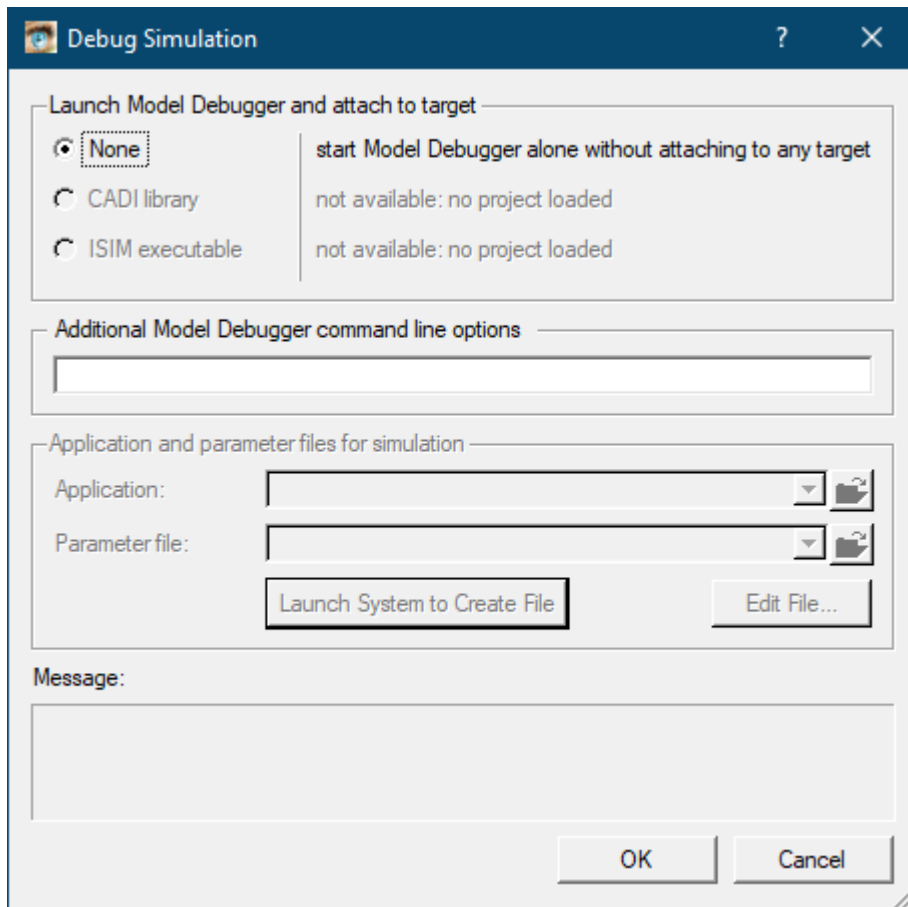 Debug Simulation
Launch Model Debugger and attach to target
None start Model Debugger alone without attaching to any target
CADI library not available: no project loaded
ISIM executable not available: no project loaded
Additional Model Debugger command line options
Application and parameter files for simulation
Application:
Parameter file:
Launch System to Create File Edit File...
Message:
OK Cancel